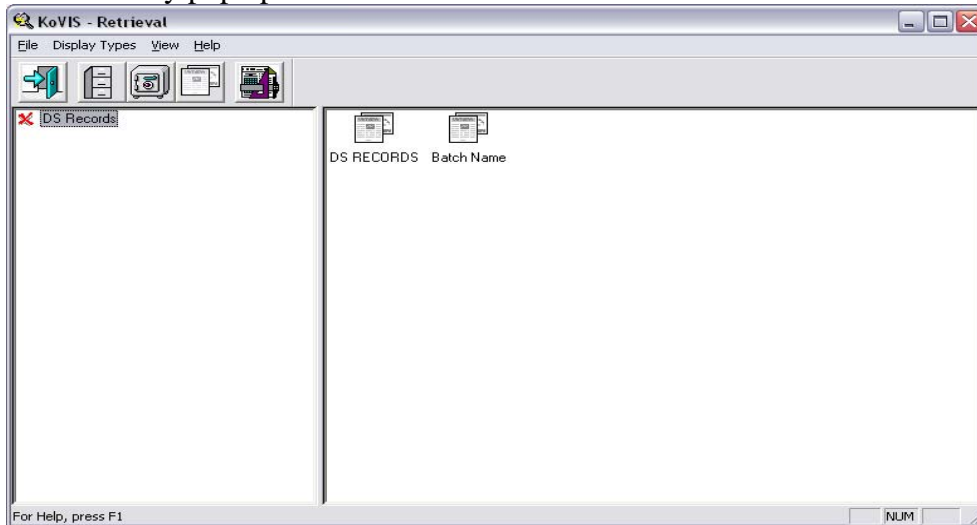 KoVIS - Retrieval
File Display Types View Help
DS Records
DS RECORDS Batch Name
For Help, press F1 NUM